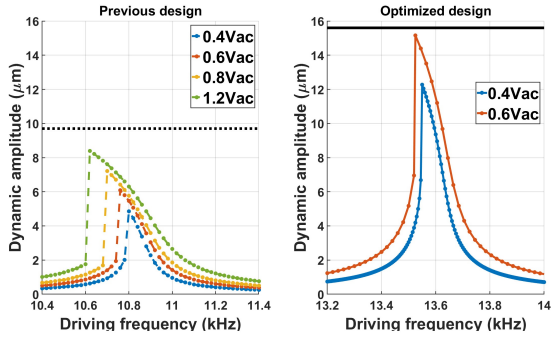 Previous design
Dynamic amplitude (μm)
16
14
12
10
8
6
4
2
0
0.4Vac
0.6Vac
0.8Vac
1.2Vac
10.4
10.6
10.8
11
11.2
11.4
Driving frequency (kHz)
Optimized design
Dynamic amplitude (μm)
16
14
12
10
8
6
4
2
0
0.4Vac
0.6Vac
13.2
13.4
13.6
13.8
14
Driving frequency (kHz)